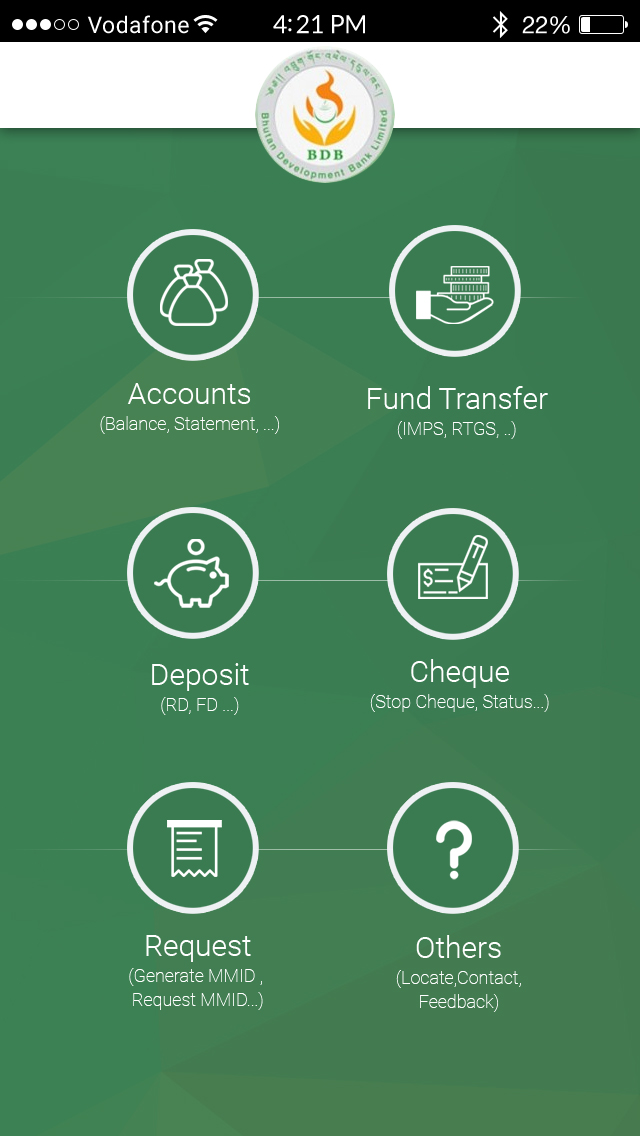 Vodafone 4:21 PM 22%
Bhutan Development Bank Limited
BDB
Accounts
(Balance, Statement, ...)
Fund Transfer
(IMPS, RTGS, ..)
Deposit
(RD, FD ...)
Cheque
(Stop Cheque, Status...)
Request
(Generate MMID ,
Request MMID...)
Others
(Locate,Contact,
Feedback)